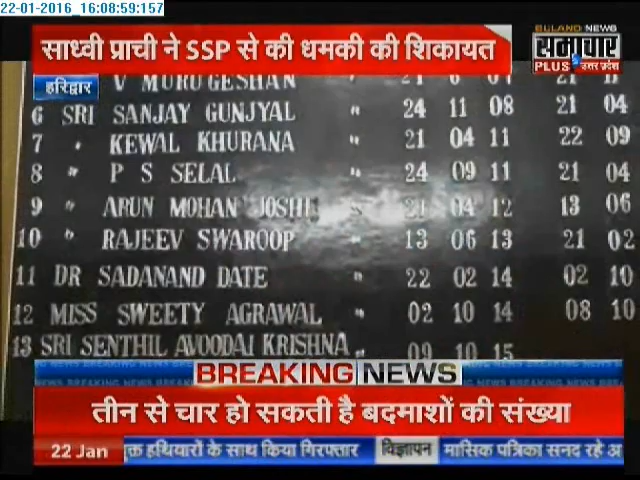 22-01-2016_16:08:59:157
BULAND NEWS
साध्वी प्राची ने SSP से की धमकी की शिकायत
समाचार
PLUS उत्तर प्रदेश
हरिद्वार
V MURUGESHAN 21 6 21
6 SRI SANJAY GUNJYAL " 24 11 08 21 04
7 " KEWAL KHURANA " 21 04 11 22 09
8 " P S SELAL " 24 09 11 21 04
9 " ARUN MOHAN JOSHI 21 04 12 13 06
10 " RAJEEV SWAROOP " 13 06 13 21 02
11 DR SADANAND DATE " 22 02 14 02 10
12 MISS SWEETY AGRAWAL " 02 10 14 08 10
13 SRI SENTHIL AVOODAI KRISHNA " 09 10 15
BREAKING NEWS
तीन से चार हो सकती है बदमाशों की संख्या
22 Jan
हथियारों के साथ किया गिरफ्तार विज्ञापन मासिक पत्रिका सनद रहे